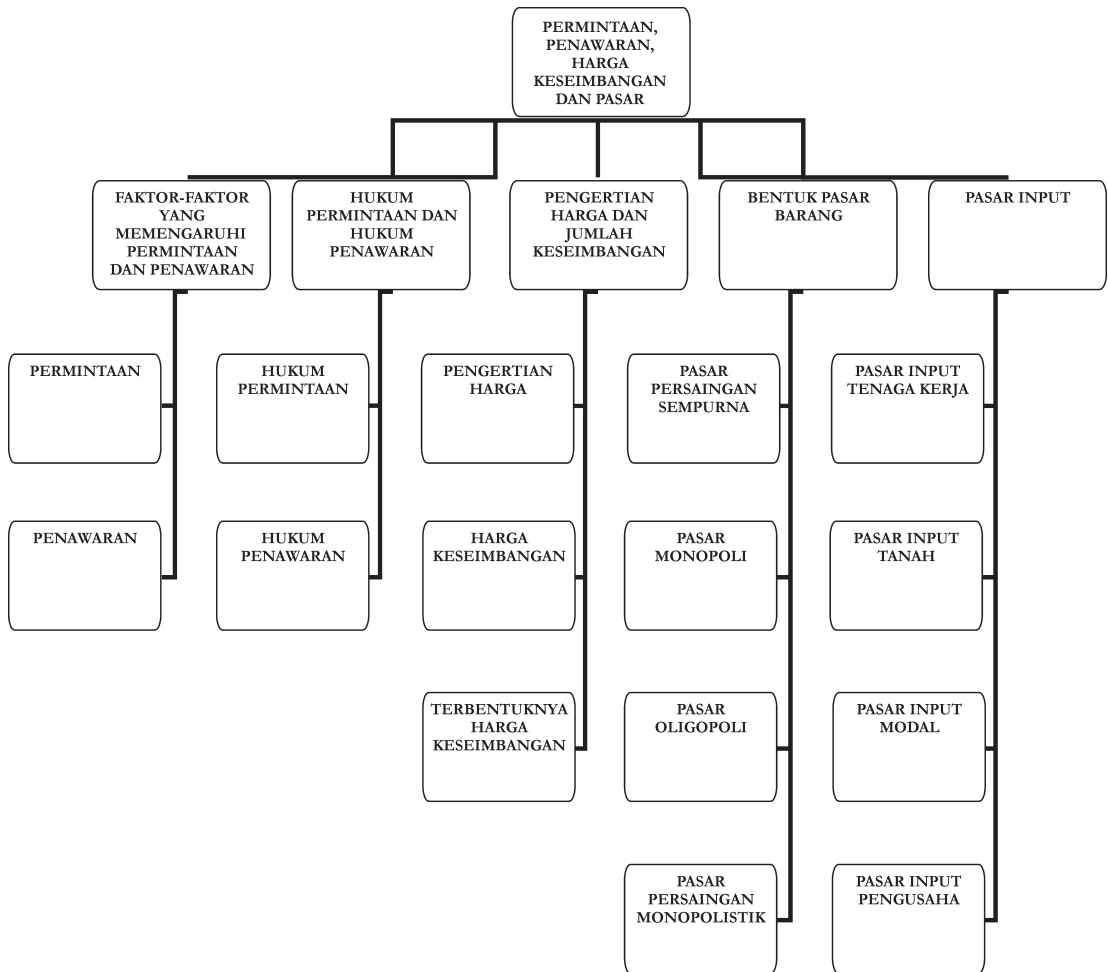 PERMINTAAN,
PENAWARAN,
HARGA
KESEIMBANGAN
DAN PASAR
FAKTOR-FAKTOR
YANG
MEMENGARUHI
PERMINTAAN
DAN PENAWARAN
HUKUM
PERMINTAAN DAN
HUKUM
PENAWARAN
PENGERTIAN
HARGA DAN
JUMLAH
KESEIMBANGAN
BENTUK PASAR
BARANG
PASAR INPUT
PERMINTAAN
HUKUM
PERMINTAAN
PENGERTIAN
HARGA
PASAR
PERSAINGAN
SEMPURNA
PASAR INPUT
TENAGA KERJA
PENAWARAN
HUKUM
PENAWARAN
HARGA
KESEIMBANGAN
PASAR
MONOPOLI
PASAR INPUT
TANAH
TERBENTUKNYA
HARGA
KESEIMBANGAN
PASAR
OLIGOPOLI
PASAR INPUT
MODAL
PASAR
PERSAINGAN
MONOPOLISTIK
PASAR INPUT
PENGUSAHA